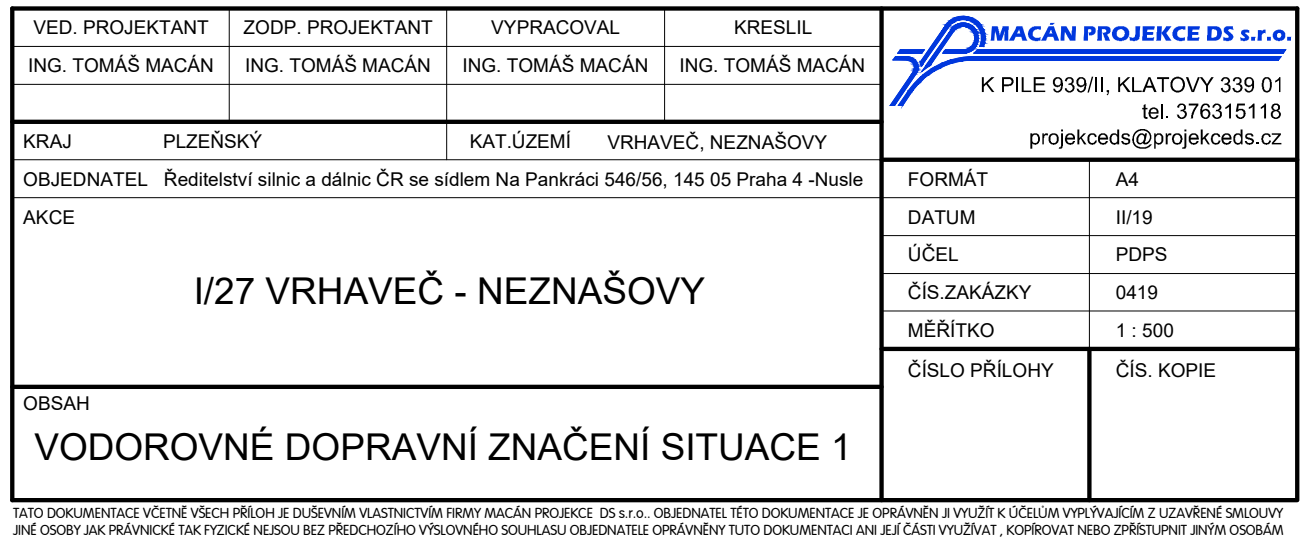 VED. PROJEKTANT ZODP. PROJEKTANT VYPRACOVAL KRESLIL
ING. TOMÁŠ MACÁN ING. TOMÁŠ MACÁN ING. TOMÁŠ MACÁN ING. TOMÁŠ MACÁN
MACÁN PROJEKCE DS s.r.o.
K PILE 939/II, KLATOVY 339 01
tel. 376315118
projekceds@projekceds.cz
KRAJ PLZEŇSKÝ KAT.ÚZEMÍ VRHAVEČ, NEZNAŠOVY
OBJEDNATEL Ředitelství silnic a dálnic ČR se sídlem Na Pankráci 546/56, 145 05 Praha 4 -Nusle
AKCE
I/27 VRHAVEČ - NEZNAŠOVY
OBSAH
VODOROVNÉ DOPRAVNÍ ZNAČENÍ SITUACE 1
FORMÁT A4
DATUM II/19
ÚČEL PDPS
ČÍS.ZAKÁZKY 0419
MĚŘÍTKO 1 : 500
ČÍSLO PŘÍLOHY ČÍS. KOPIE
TATO DOKUMENTACE VČETNĚ VŠECH PŘÍLOH JE DUŠEVNÍM VLASTNICTVÍM FIRMY MACÁN PROJEKCE DS s.r.o.. OBJEDNATEL TÉTO DOKUMENTACE JE OPRÁVNĚN JI VYUŽÍT K ÚČELŮM VYPLÝVAJÍCÍM Z UZAVŘENÉ SMLOUVY
JINÉ OSOBY JAK PRÁVNICKÉ TAK FYZICKÉ NEJSOU BEZ PŘEDCHOZÍHO VÝSLOVNÉHO SOUHLASU OBJEDNATELE OPRÁVNĚNY TUTO DOKUMENTACI ANI JEJÍ ČÁSTI VYUŽÍVAT , KOPÍROVAT NEBO ZPŘÍSTUPNIT JINÝM OSOBÁM